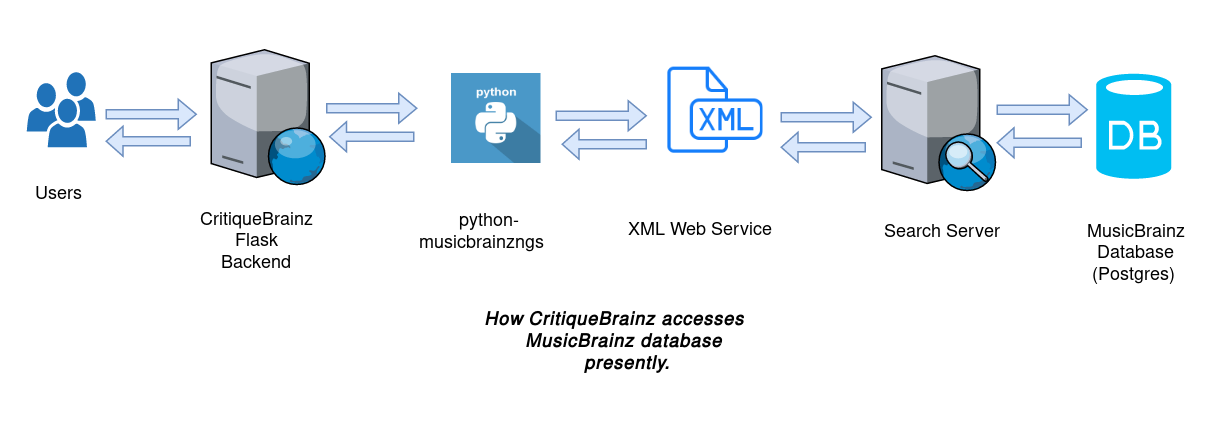 python
XML
DB
Users
CritiqueBrainz
Flask
Backend
python-
musicbrainzngs
XML Web Service
Search Server
MusicBrainz
Database
(Postgres)
How CritiqueBrainz accesses
MusicBrainz database
presently.